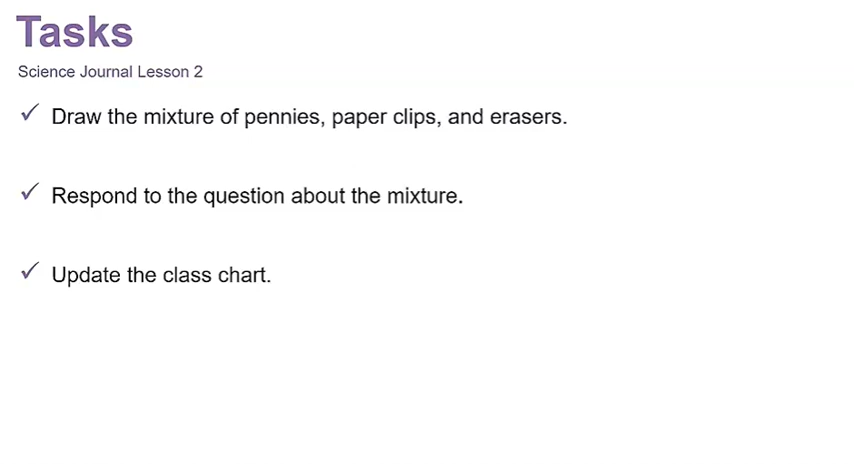 Tasks
Science Journal Lesson 2
✓ Draw the mixture of pennies, paper clips, and erasers.
✓ Respond to the question about the mixture.
✓ Update the class chart.